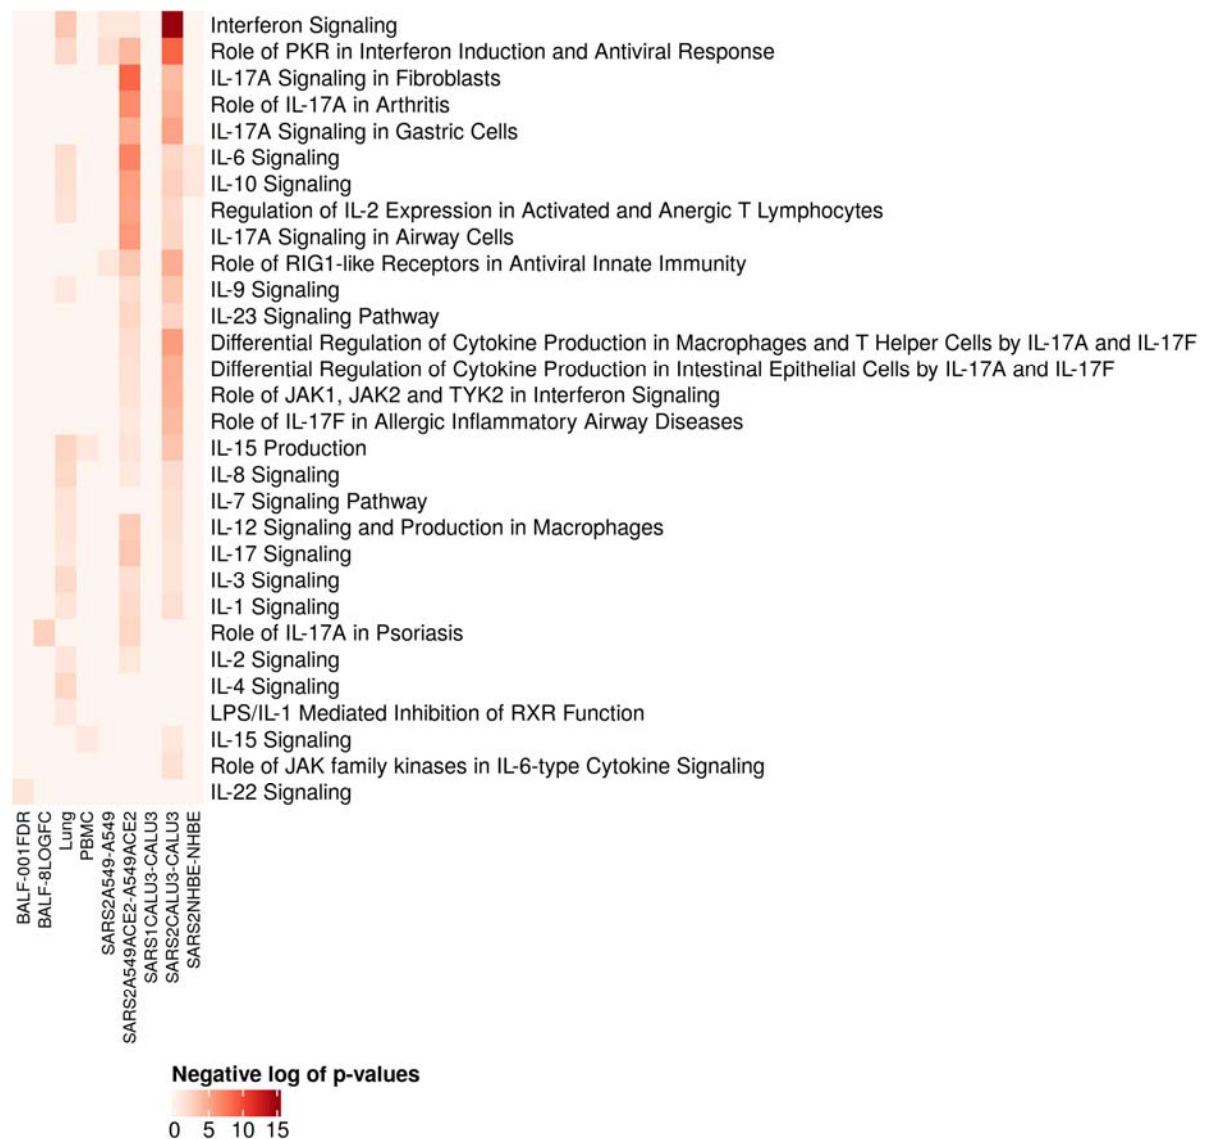 Interferon Signaling
Role of PKR in Interferon Induction and Antiviral Response
IL-17A Signaling in Fibroblasts
Role of IL-17A in Arthritis
IL-17A Signaling in Gastric Cells
IL-6 Signaling
IL-10 Signaling
Regulation of IL-2 Expression in Activated and Anergic T Lymphocytes
IL-17A Signaling in Airway Cells
Role of RIG1-like Receptors in Antiviral Innate Immunity
IL-9 Signaling
IL-23 Signaling Pathway
Differential Regulation of Cytokine Production in Macrophages and T Helper Cells by IL-17A and IL-17F
Differential Regulation of Cytokine Production in Intestinal Epithelial Cells by IL-17A and IL-17F
Role of JAK1, JAK2 and TYK2 in Interferon Signaling
Role of IL-17F in Allergic Inflammatory Airway Diseases
IL-15 Production
IL-8 Signaling
IL-7 Signaling Pathway
IL-12 Signaling and Production in Macrophages
IL-17 Signaling
IL-3 Signaling
IL-1 Signaling
Role of IL-17A in Psoriasis
IL-2 Signaling
IL-4 Signaling
LPS/IL-1 Mediated Inhibition of RXR Function
IL-15 Signaling
Role of JAK family kinases in IL-6-type Cytokine Signaling
IL-22 Signaling
BALF-001FDR
BALF-8LOGFC
Lung
PBMC
SARS2A549-A549
SARS2A549ACE2-A549ACE2
SARS1CALU3-CALU3
SARS2CALU3-CALU3
SARS2NHBE-NHBE
Negative log of p-values
0 5 10 15